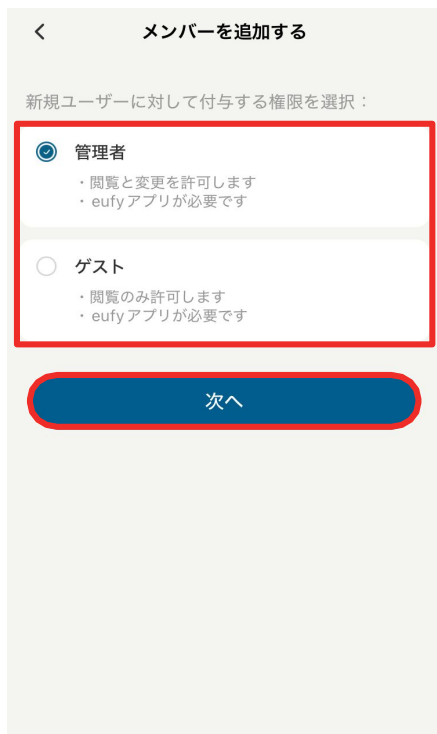 メンバーを追加する
新規ユーザーに対して付与する権限を選択：
管理者
・閲覧と変更を許可します
・eufyアプリが必要です
ゲスト
・閲覧のみ許可します
・eufyアプリが必要です
次へ